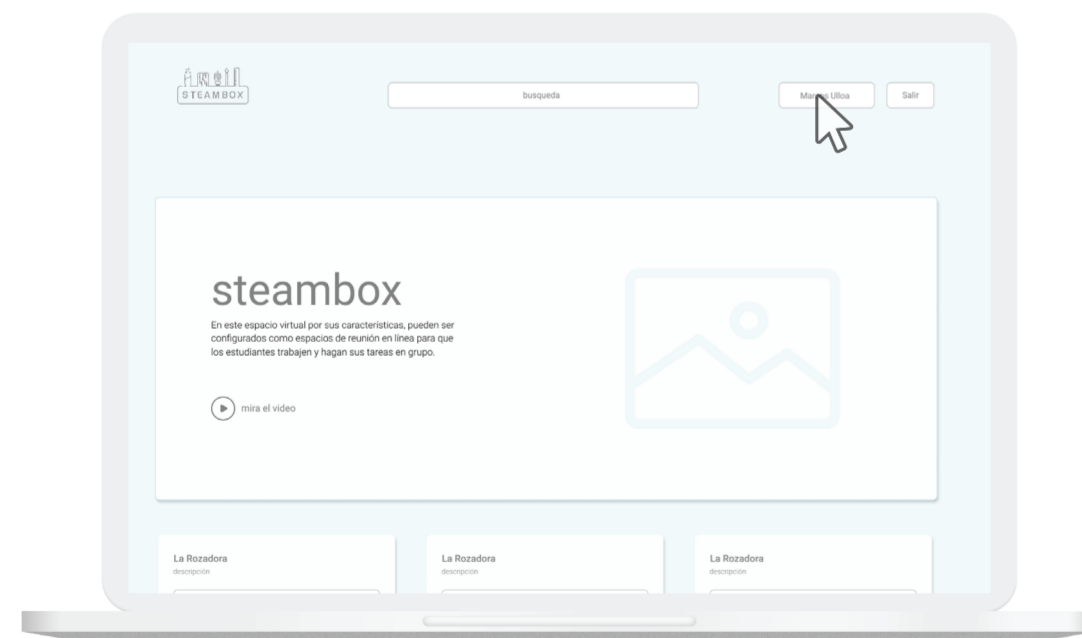 STEAMBOX
busqueda
Marcos Ulloa
Salir
steambox
En este espacio virtual por sus características, pueden ser
configurados como espacios de reunión en línea para que
los estudiantes trabajen y hagan sus tareas en grupo.
mira el video
La Rozadora
descripción
La Rozadora
descripción
La Rozadora
descripción